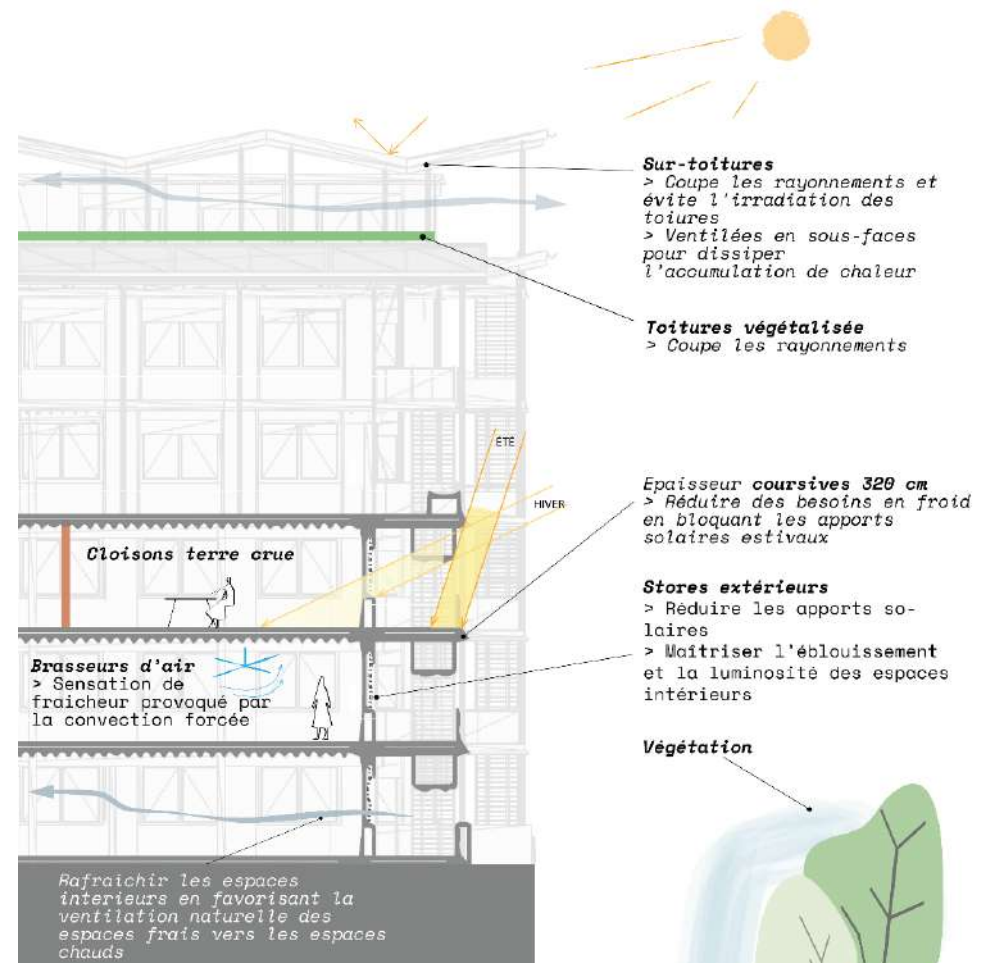 Sur-toitures
> Coupe les rayonnements et
évite l'irradiation des
toiures
> Ventilées en sous-faces
pour dissiper
l'accumulation de chaleur
Toitures végétalisée
> Coupe les rayonnements
ÉTÉ
HIVER
Epaisseur coursives 320 cm
> Réduire des besoins en froid
en bloquant les apports
solaires estivaux
Cloisons terre crue
Stores extérieurs
> Réduire les apports so-
laires
> Maîtriser l'éblouissement
et la luminosité des espaces
intérieurs
Brasseurs d'air
> Sensation de
fraicheur provoqué par
la convection forcée
Végétation
Rafraichir les espaces
interieurs en favorisant la
ventilation naturelle des
espaces frais vers les espaces
chauds